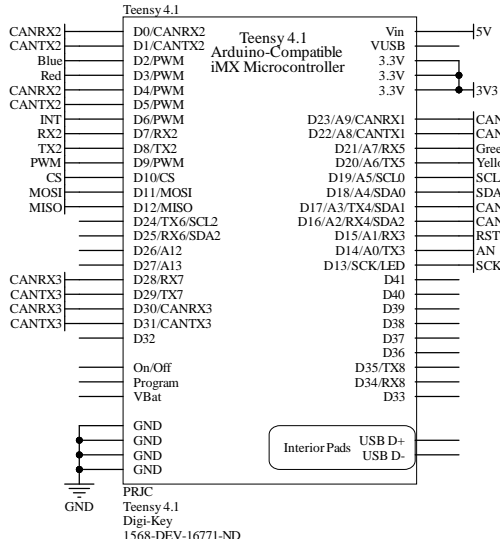 Teensy 4.1
Teensy 4.1
Arduino-Compatible
iMX Microcontroller
CANRX2 D0/CANRX2
CANTX2 D1/CANTX2
Blue D2/PWM
Red D3/PWM
CANRX2 D4/PWM
CANTX2 D5/PWM
INT D6/PWM
RX2 D7/RX2
TX2 D8/TX2
PWM D9/PWM
CS D10/CS
MOSI D11/MOSI
MISO D12/MISO
D24/TX6/SCL2
D25/RX6/SDA2
D26/A12
D27/A13
CANRX3 D28/RX7
CANTX3 D29/TX7
CANRX3 D30/CANRX3
CANTX3 D31/CANTX3
D32
On/Off
Program
VBat
GND
GND
GND
GND
GND
Vin 5V
VUSB
3.3V
3.3V
3.3V 3V3
D23/A9/CANRX1 CAN
D22/A8/CANTX1 CAN
D21/A7/RX5 Gree
D20/A6/TX5 Yello
D19/A5/SCL0 SCL
D18/A4/SDA0 SDA
D17/A3/TX4/SDA1 CAN
D16/A2/RX4/SDA2 CAN
D15/A1/RX3 RST
D14/A0/TX3 AN
D13/SCK/LED SCK
D41
D40
D39
D38
D37
D36
D35/TX8
D34/RX8
D33
Interior Pads
USB D+
USB D-
PRJC
Teensy 4.1
Digi-Key
1568-DEV-16771-ND